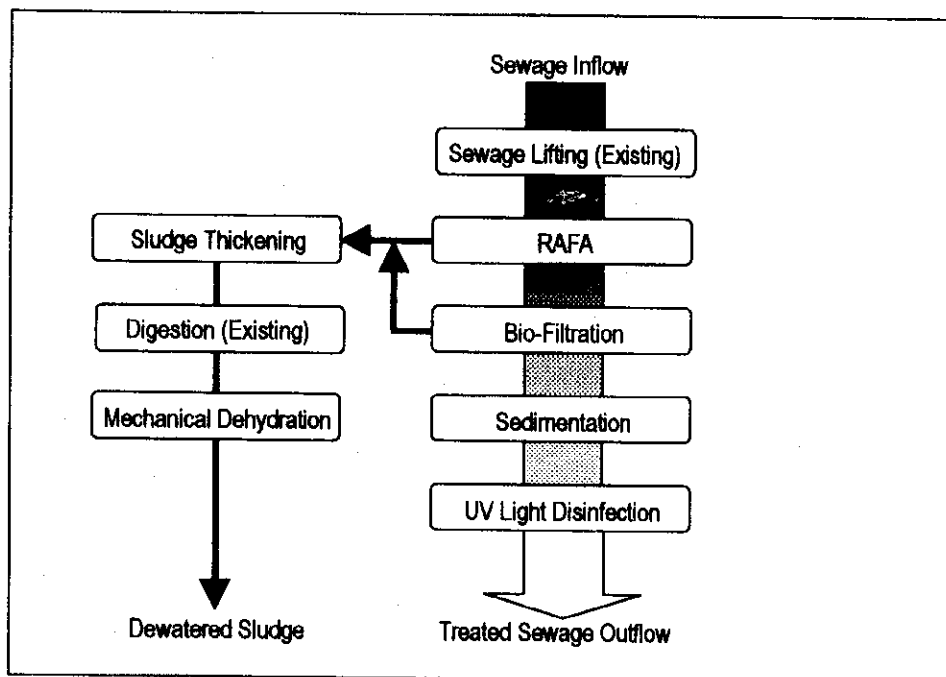 Sewage Inflow
Sewage Lifting (Existing)
Sludge Thickening
RAFA
Digestion (Existing)
Bio-Filtration
Mechanical Dehydration
Sedimentation
UV Light Disinfection
Dewatered Sludge
Treated Sewage Outflow